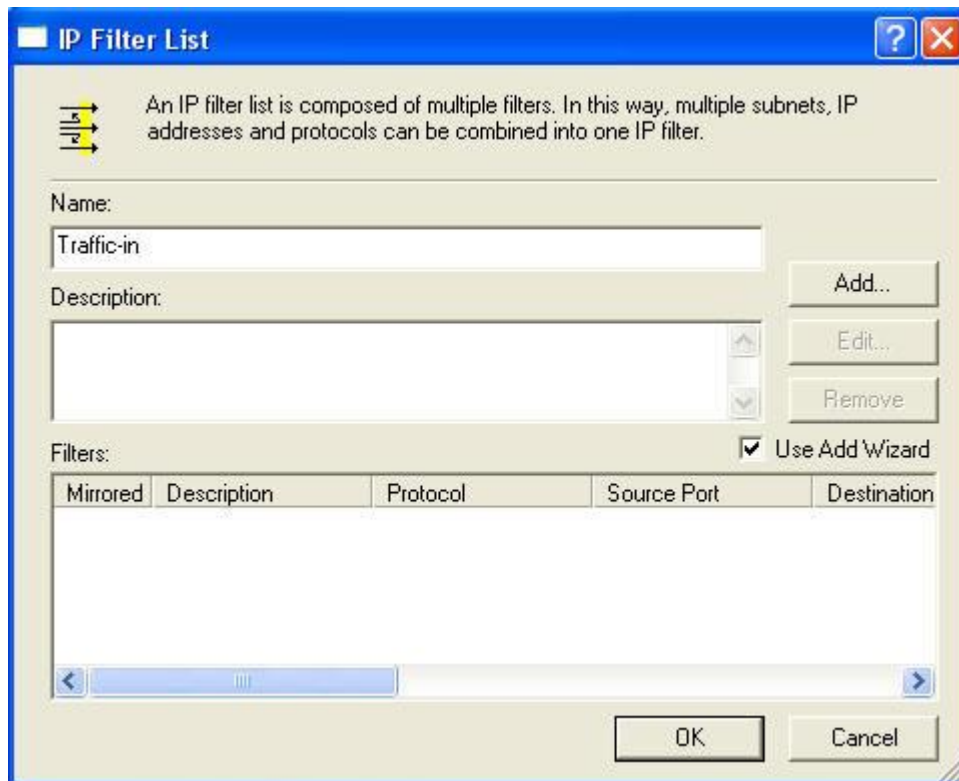 IP Filter List
An IP filter list is composed of multiple filters. In this way, multiple subnets, IP
addresses and protocols can be combined into one IP filter.
Name:
Traffic-in
Add...
Description:
Edit...
Remove
Filters:
Use Add Wizard
Mirrored Description Protocol Source Port Destination
OK Cancel